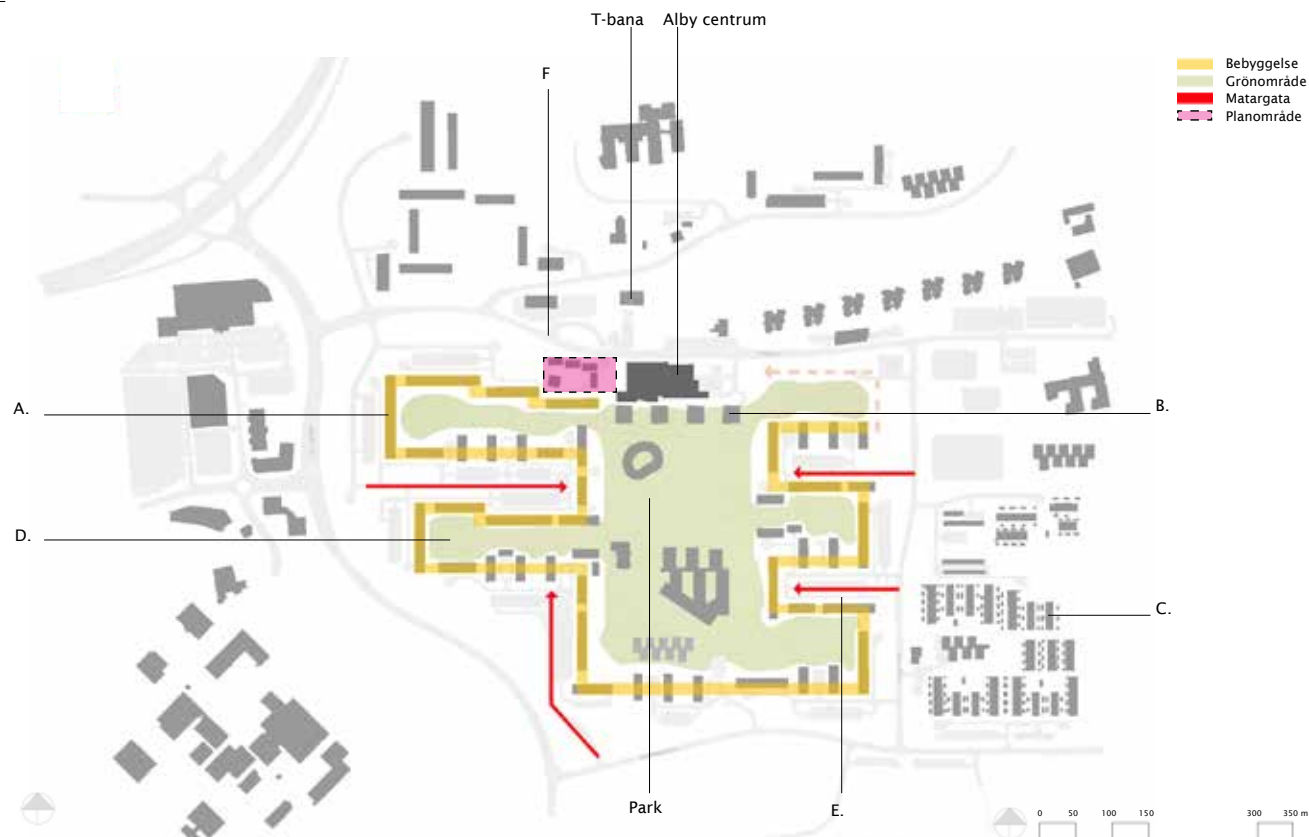 T-bana Alby centrum
F
Bebyggelse
Grönområde
Matargata
Planområde
A.
B.
D.
C.
Park
E.
0 50 100 150 300 350 m